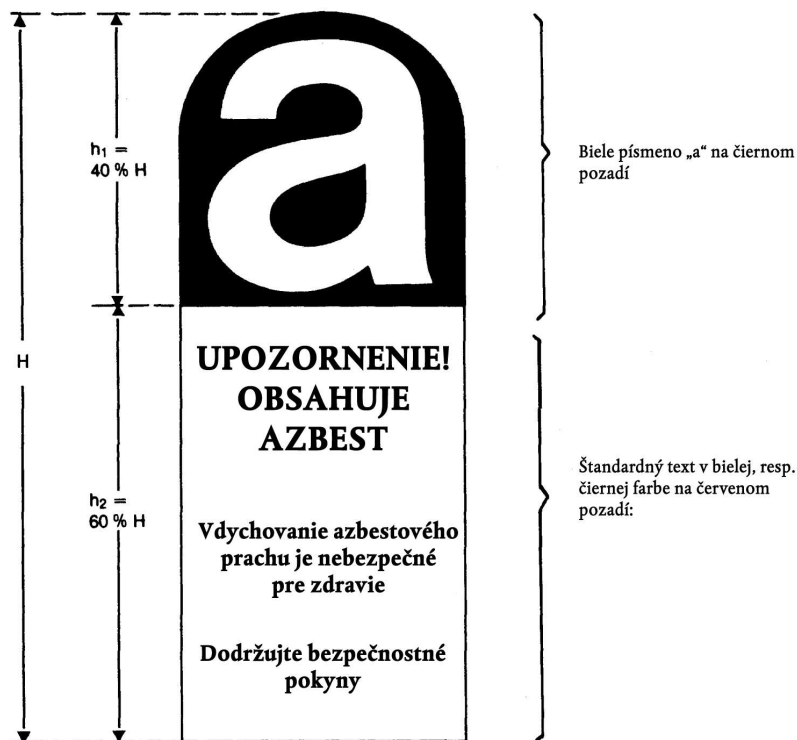 a
h₁ =
40 % H
Biele písmeno „a“ na čiernom
pozadí
H
UPOZORNENIE!
OBSAHUJE
AZBEST
h₂ =
60 % H
Štandardný text v bielej, resp.
čiernej farbe na červenom
pozadí:
Vdychovanie azbestového
prachu je nebezpečné
pre zdravie
Dodržujte bezpečnostné
pokyny